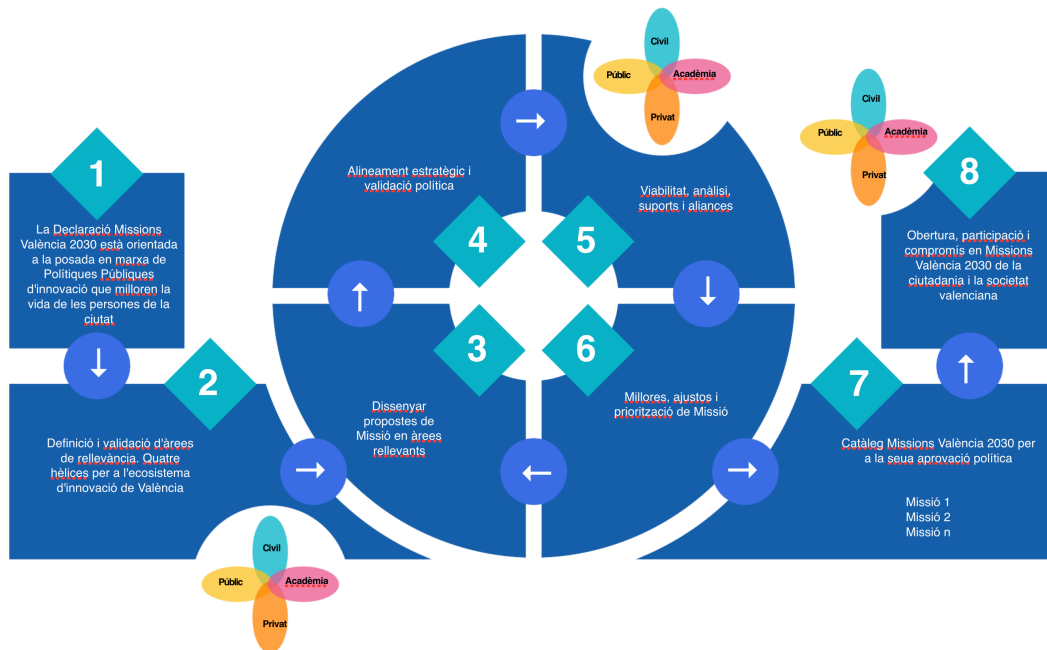 1
La Declaració Missions
València 2030 està orientada
a la posada en marxa de
Polítiques Públiques
d'innovació que milloren la
vida de les persones de la
ciutat
2
Definició i validació d'àrees
de rellevància. Quatre
hèlices per a l'ecosistema
d'innovació de València
Civil
Públic
Acadèmia
Privat
3
Dissenyar
propostes de
Missió en àrees
rellevants
4
Alineament estratègic i
validació política
5
Viabilitat, anàlisi,
suports i aliances
Civil
Públic
Acadèmia
Privat
6
Millores, ajustos i
priorització de Missió
7
Catàleg Missions València 2030 per
a la seua aprovació política
Missió 1
Missió 2
Missió n
8
Obertura, participació i
compromís en Missions
València 2030 de la
ciutadania i la societat
valenciana
Civil
Públic
Acadèmia
Privat